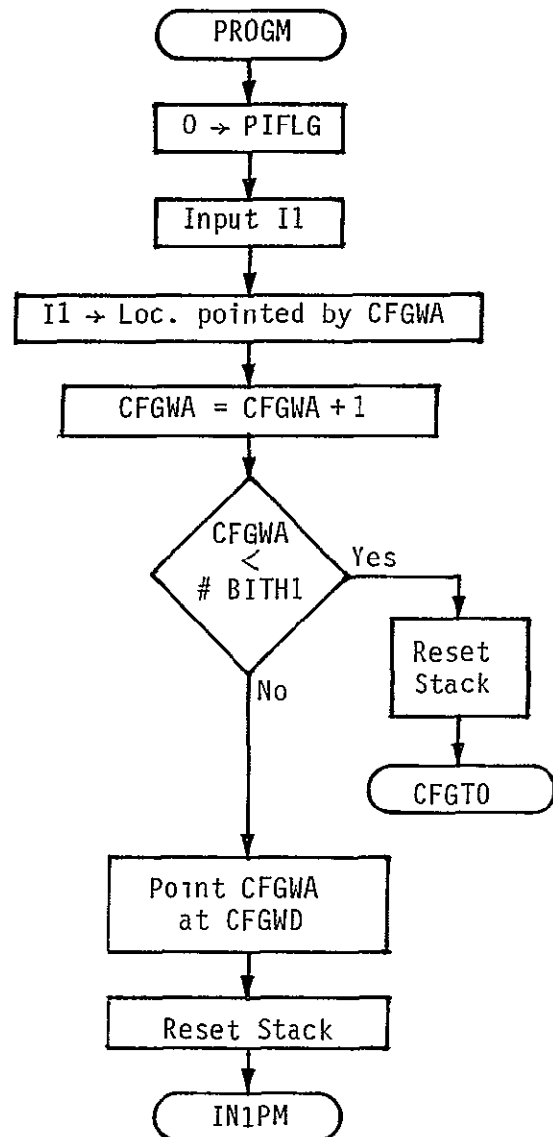 PROGM
0 → PIFLG
Input I1
I1 → Loc. pointed by CFGWA
CFGWA = CFGWA + 1
CFGWA
<
# BITH1
Yes
No
Reset
Stack
CFGTO
Point CFGWA
at CFGWD
Reset Stack
IN1PM